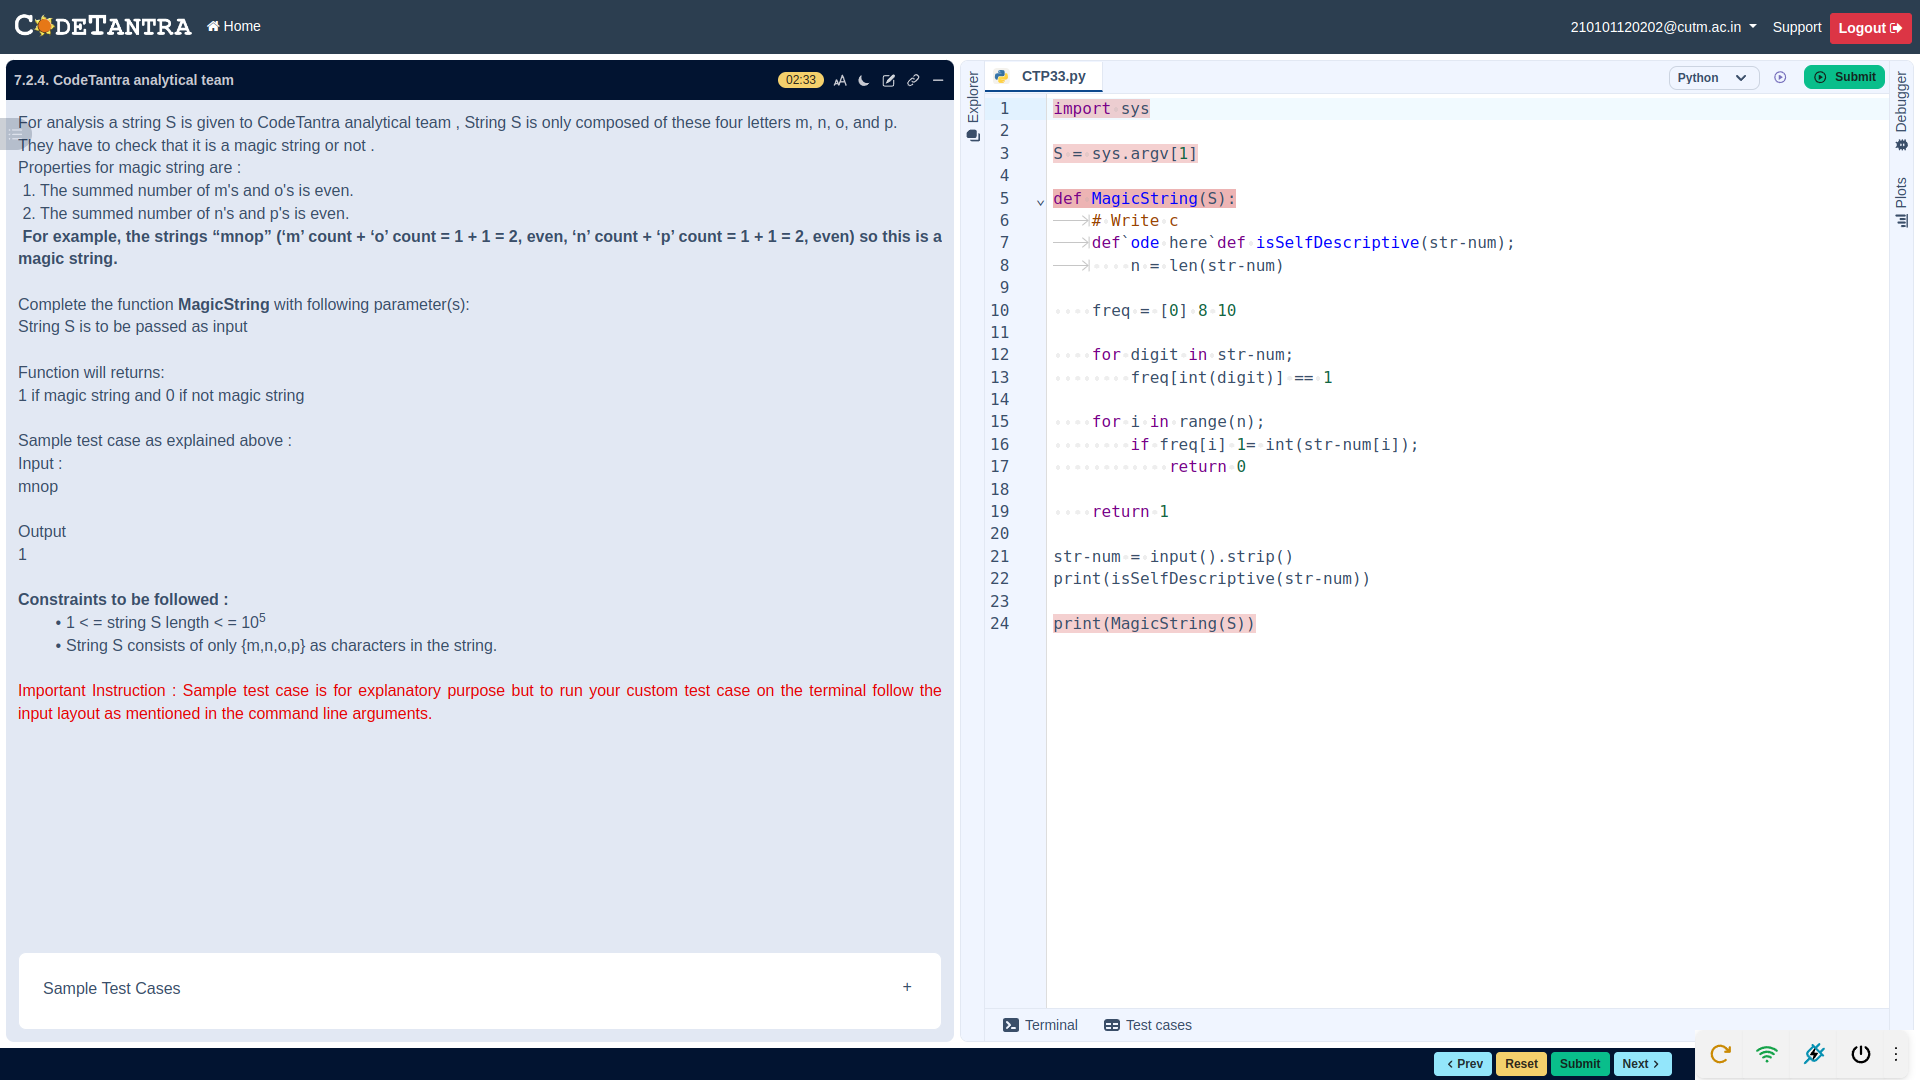 CODETANTRA Home 210101120202@cutm.ac.in Support Logout
7.2.4. CodeTantra analytical team 02:33 AA
For analysis a string S is given to CodeTantra analytical team , String S is only composed of these four letters m, n, o, and p.
They have to check that it is a magic string or not .
Properties for magic string are :
1. The summed number of m's and o's is even.
2. The summed number of n's and p's is even.
For example, the strings “mnop” (‘m’ count + ‘o’ count = 1 + 1 = 2, even, ‘n’ count + ‘p’ count = 1 + 1 = 2, even) so this is a
magic string.
Complete the function MagicString with following parameter(s):
String S is to be passed as input
Function will returns:
1 if magic string and 0 if not magic string
Sample test case as explained above :
Input :
mnop
Output
1
Constraints to be followed :
• 1 < = string S length < = 10^5
• String S consists of only {m,n,o,p} as characters in the string.
Important Instruction : Sample test case is for explanatory purpose but to run your custom test case on the terminal follow the
input layout as mentioned in the command line arguments.
Sample Test Cases +
Explorer
CTP33.py Python Submit
1 import sys
2
3 S = sys.argv[1]
4
5 def MagicString(S):
6 # Write c
7 def`ode here`def isSelfDescriptive(str-num);
8 n = len(str-num)
9
10 freq = [0] 8 10
11
12 for digit in str-num;
13 freq[int(digit)] == 1
14
15 for i in range(n);
16 if freq[i] 1= int(str-num[i]);
17 return 0
18
19 return 1
20
21 str-num = input().strip()
22 print(isSelfDescriptive(str-num))
23
24 print(MagicString(S))
Debugger
Plots
Terminal Test cases
Prev Reset Submit Next